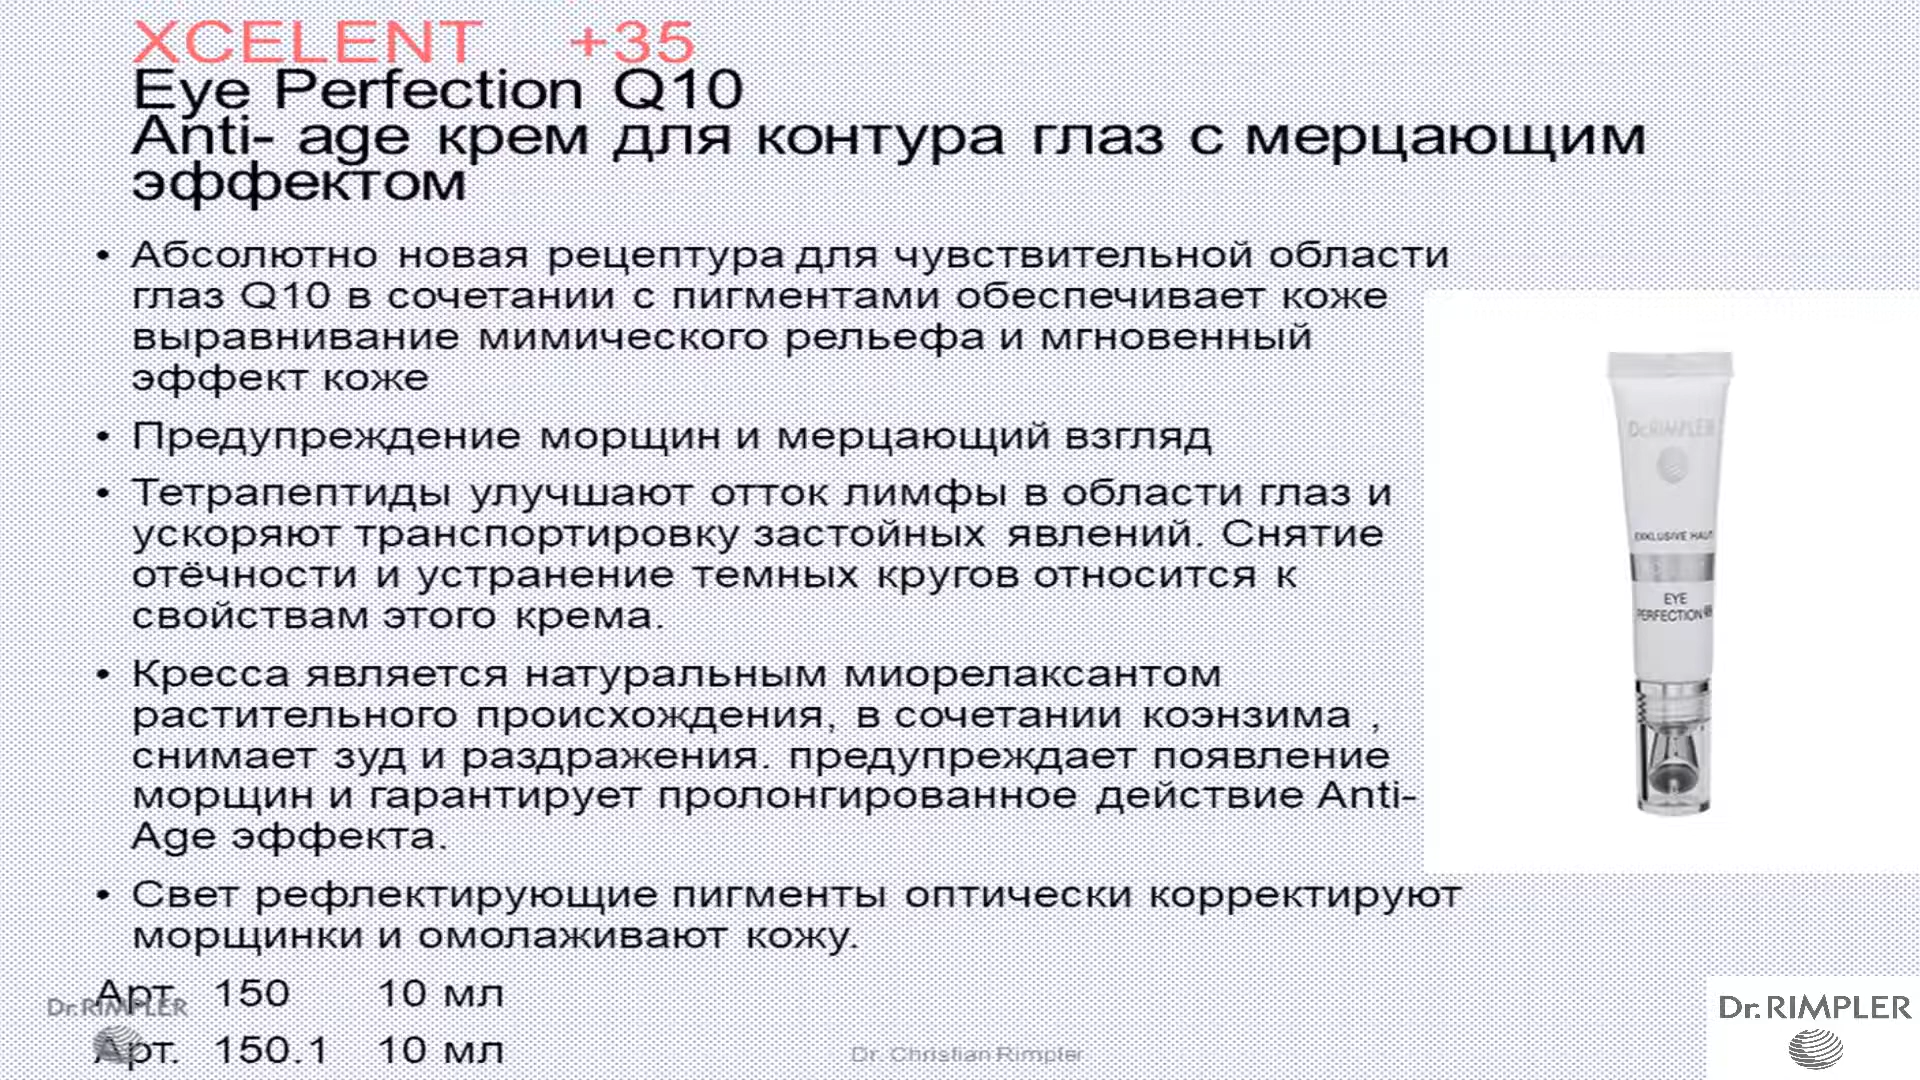 XCELENT +35
Eye Perfection Q10
Anti- age крем для контура глаз с мерцающим
эффектом
• Абсолютно новая рецептура для чувствительной области
глаз Q10 в сочетании с пигментами обеспечивает коже
выравнивание мимического рельефа и мгновенный
эффект коже
• Предупреждение морщин и мерцающий взгляд
• Тетрапептиды улучшают отток лимфы в области глаз и
ускоряют транспортировку застойных явлений. Снятие
отёчности и устранение темных кругов относится к
свойствам этого крема.
• Кресса является натуральным миорелаксантом
растительного происхождения, в сочетании коэнзима ,
снимает зуд и раздражения. предупреждает появление
морщин и гарантирует пролонгированное действие Anti-
Age эффекта.
• Свет рефлектирующие пигменты оптически корректируют
морщинки и омолаживают кожу.
Арт. 150 10 мл
Арт. 150.1 10 мл
Dr. RIMPLER
Dr. Christian Rimpler
Dr. RIMPLER
EXKLUSIVE HAUT
EYE
PERFECTION
Dr. RIMPLER